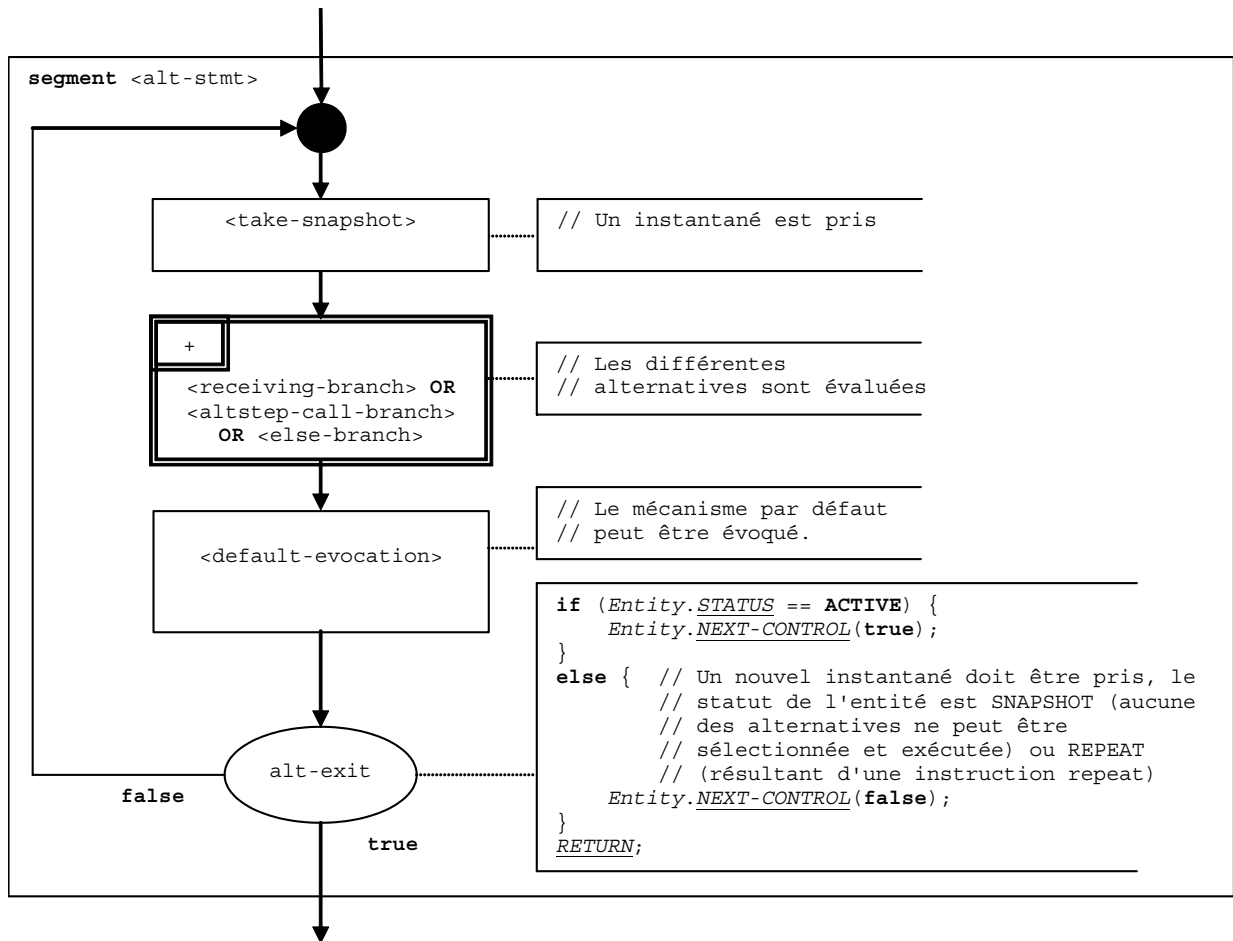 segment <alt-stmt>
<take-snapshot>
// Un instantané est pris
+
<receiving-branch> OR
<altstep-call-branch>
OR <else-branch>
// Les différentes
// alternatives sont évaluées
<default-evocation>
// Le mécanisme par défaut
// peut être évoqué.
if (Entity.STATUS == ACTIVE) {
Entity.NEXT-CONTROL(true);
}
else { // Un nouvel instantané doit être pris, le
// statut de l'entité est SNAPSHOT (aucune
// des alternatives ne peut être
// sélectionnée et exécutée) ou REPEAT
// (résultant d'une instruction repeat)
Entity.NEXT-CONTROL(false);
}
RETURN;
alt-exit
false
true